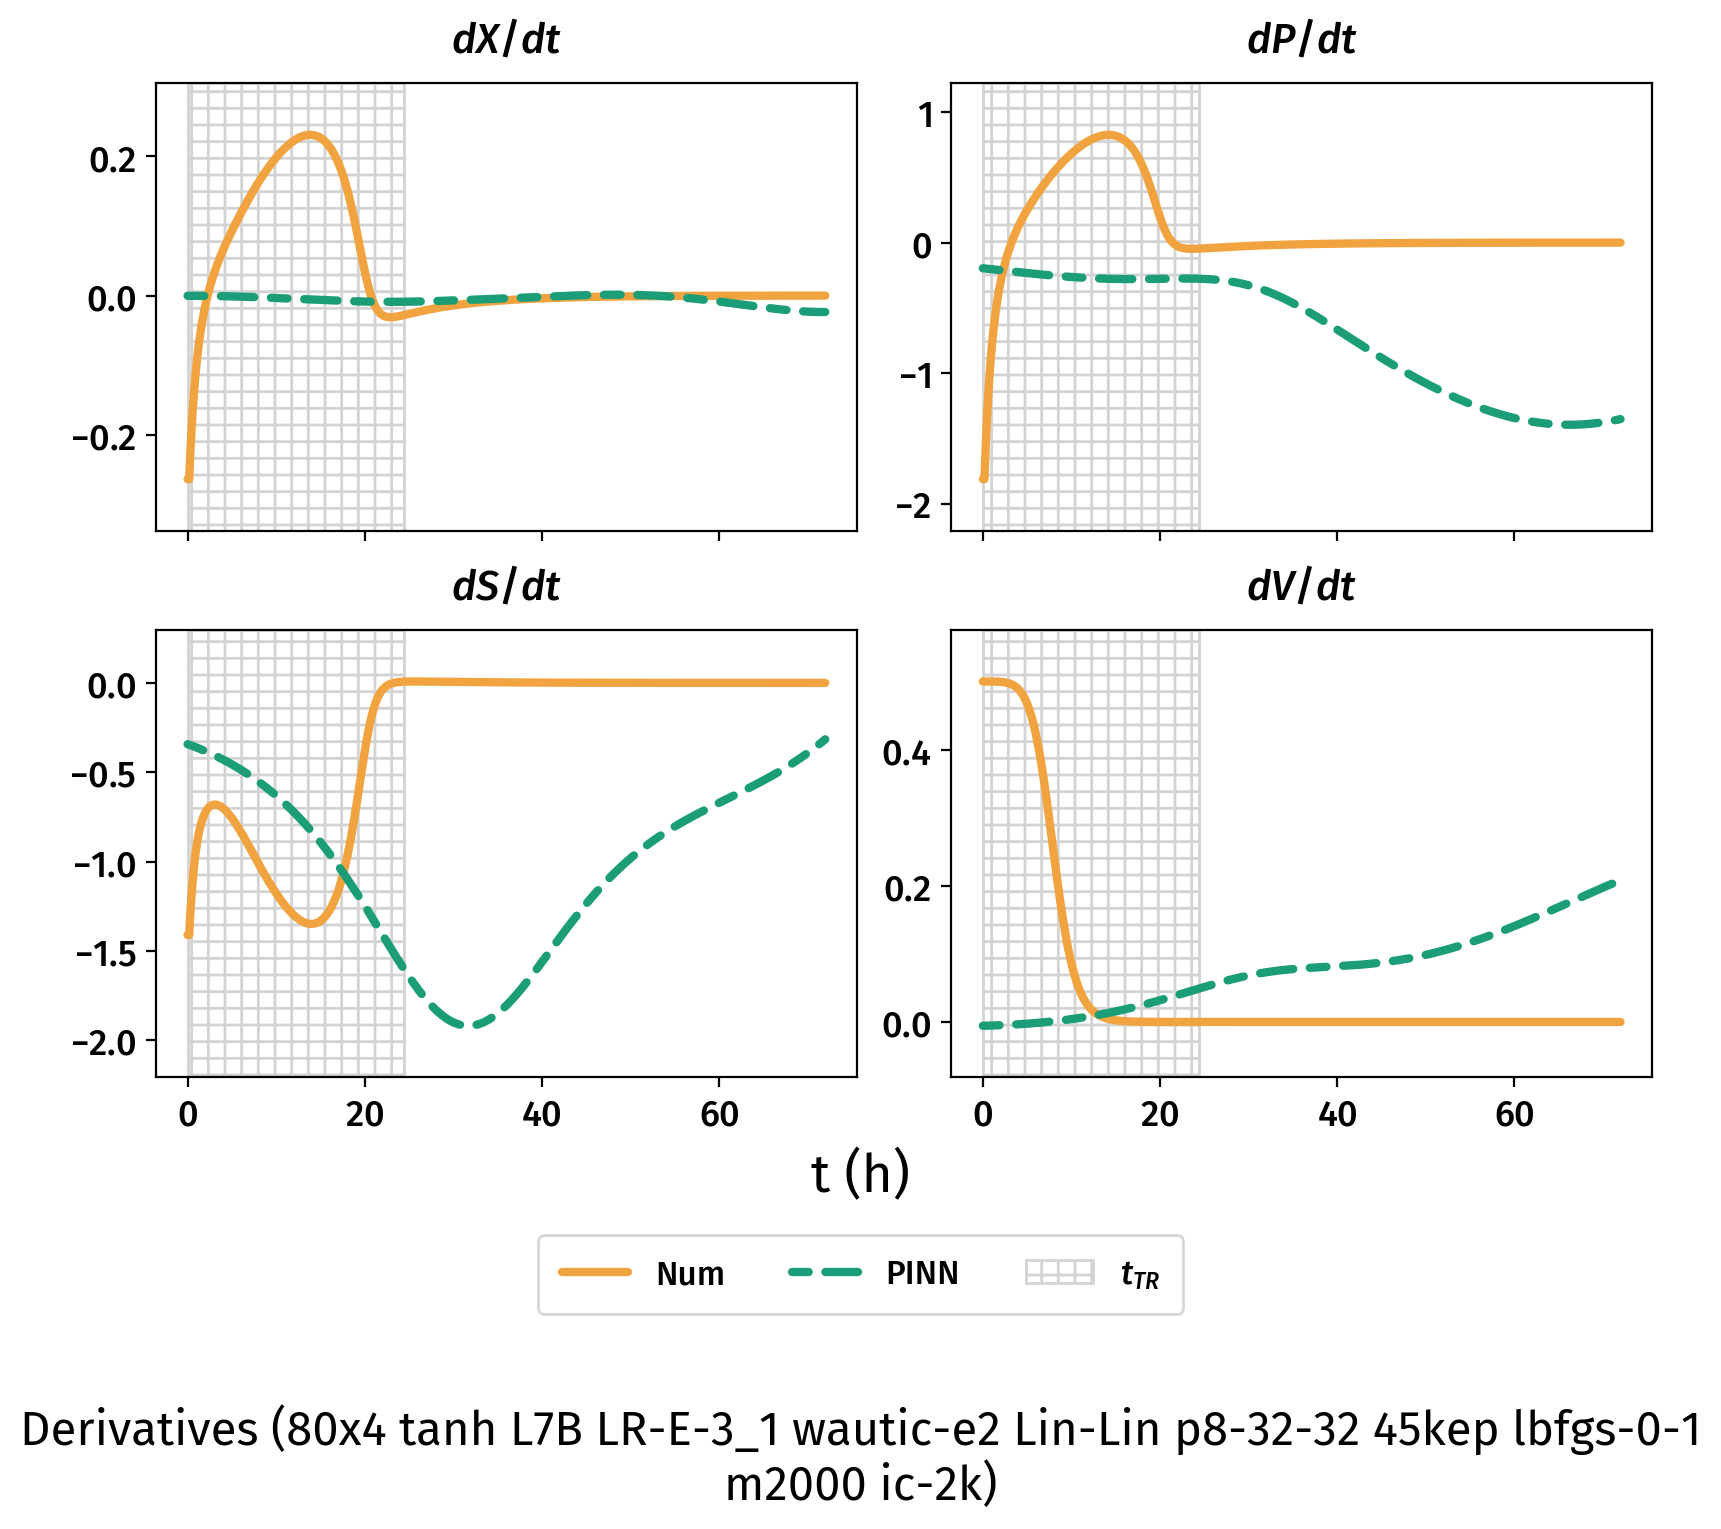 dX/dt
dP/dt
0.2
0.0
−0.2
1
0
−1
−2
dS/dt
dV/dt
0.0
−0.5
−1.0
−1.5
−2.0
0.4
0.2
0.0
0 20 40 60
0 20 40 60
t (h)
Num PINN tTR
Derivatives (80x4 tanh L7B LR-E-3_1 wautic-e2 Lin-Lin p8-32-32 45kep lbfgs-0-1
m2000 ic-2k)